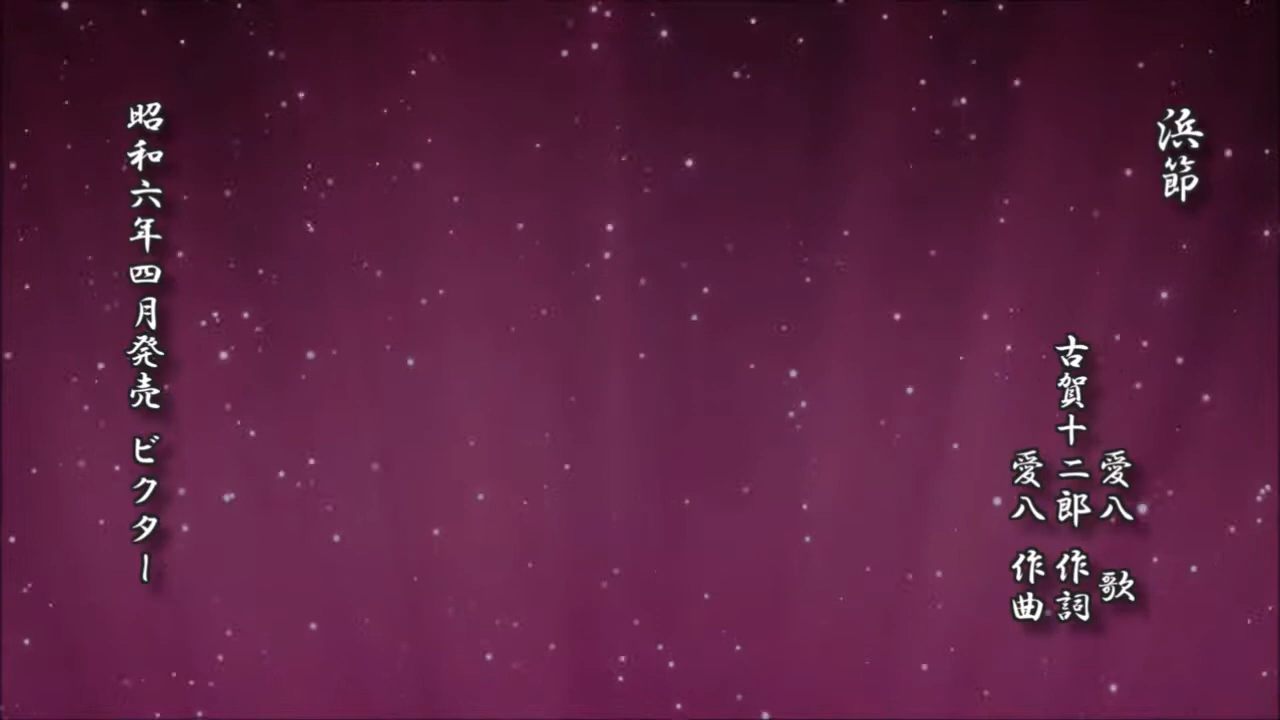 浜節
愛八 歌
古賀十二郎 作詞
愛八 作曲
昭和六年四月発売 ビクター